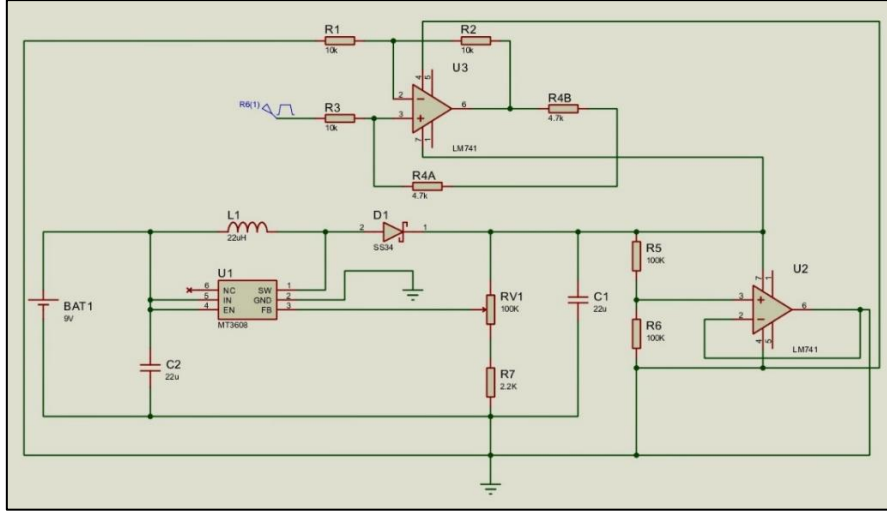 R1
10k
R2
10k
U3
4
5
2
3
6
7
1
LM741
R6(1)
R3
10k
R4B
4.7k
R4A
4.7k
L1
22uH
D1
2
1
SS34
U1
6
NC
SW
1
5
IN
GND
2
4
EN
FB
3
MT3608
BAT1
9V
C2
22u
RV1
100K
R7
2.2K
C1
22u
R5
100K
R6
100K
U2
7
1
3
2
6
4
5
LM741